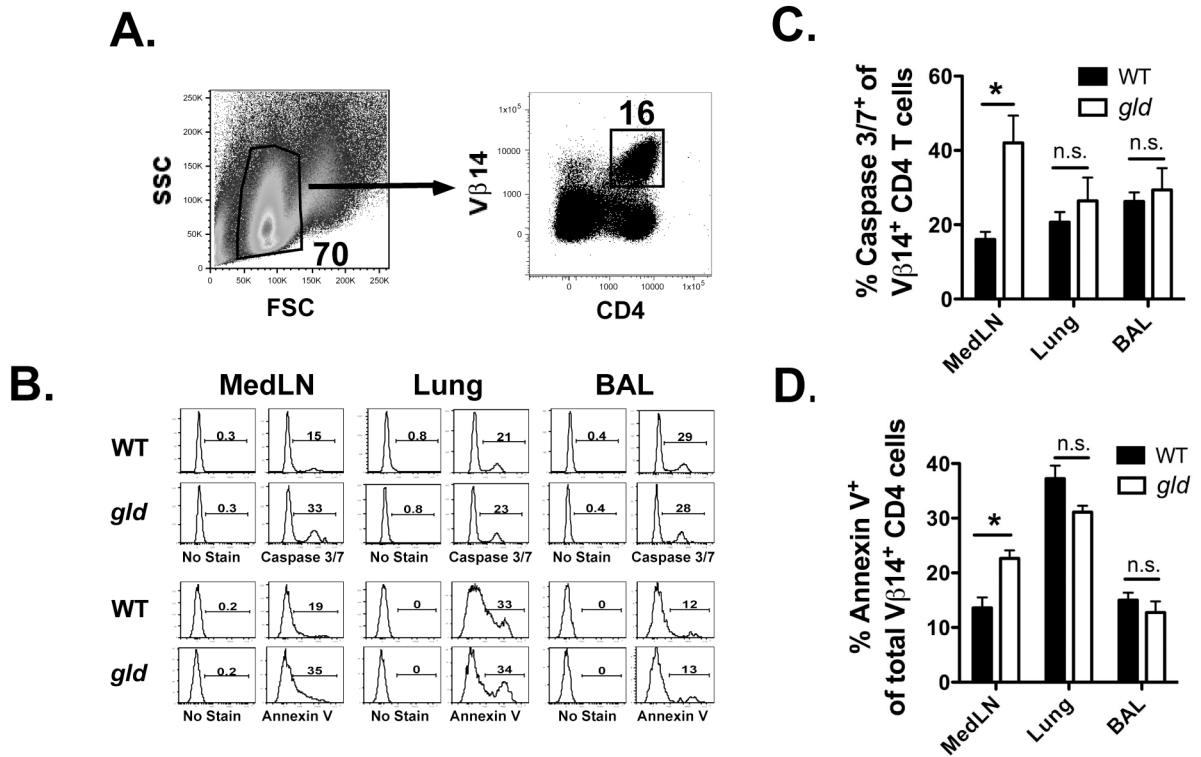 A.
SSC
250K
200K
150K
100K
50K
0
0 50K 100K 150K 200K 250K
FSC
70
Vβ14
1x10⁵
10000
1000
0
16
0 1000 10000 1x10⁵
CD4
B.
MedLN Lung BAL
WT 0.3 15 0.8 21 0.4 29
gld 0.3 33 0.8 23 0.4 28
No Stain Caspase 3/7 No Stain Caspase 3/7 No Stain Caspase 3/7
WT 0.2 19 0 33 0 12
gld 0.2 35 0 34 0 13
No Stain Annexin V No Stain Annexin V No Stain Annexin V
C.
% Caspase 3/7⁺ of
Vβ14⁺ CD4 T cells
60
40
20
0
WT
gld
* n.s. n.s.
MedLN Lung BAL
D.
% Annexin V⁺
of total Vβ14⁺ CD4 cells
40
30
20
10
0
WT
gld
* n.s. n.s.
MedLN Lung BAL